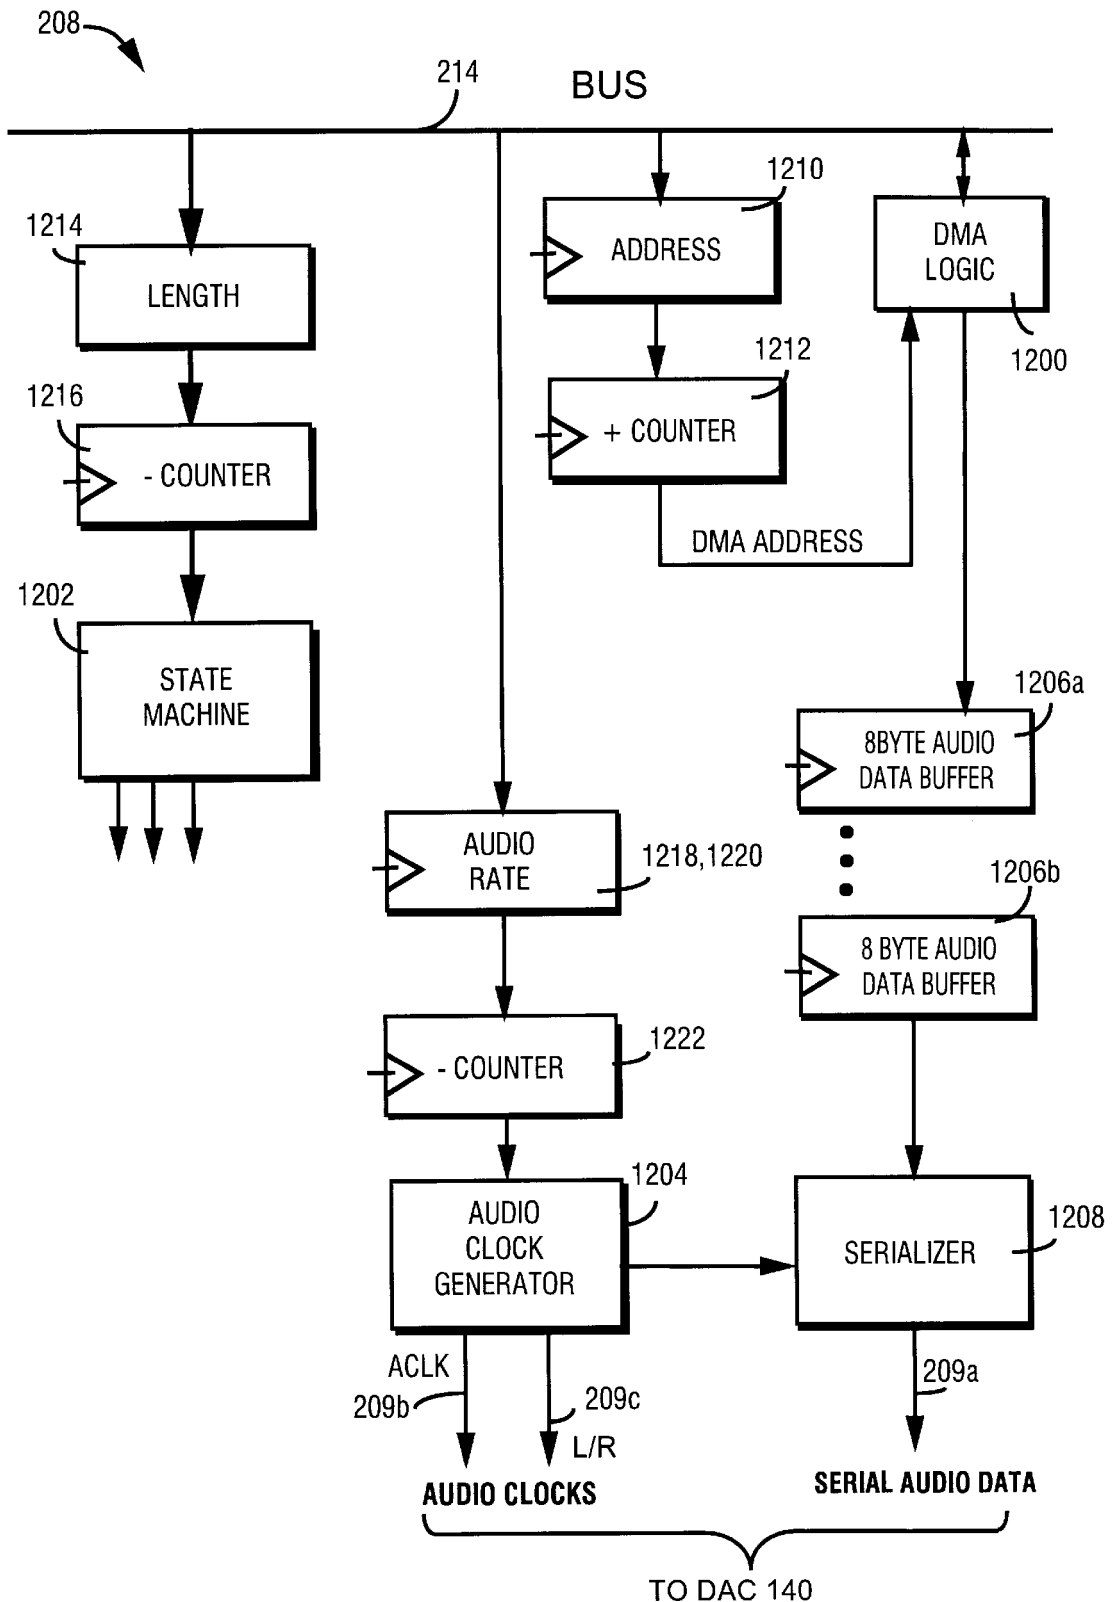 208
214
BUS
1210
1214
ADDRESS
DMA
LOGIC
LENGTH
1212
1200
1216
+ COUNTER
- COUNTER
DMA ADDRESS
1202
STATE
MACHINE
1206a
8BYTE AUDIO
DATA BUFFER
AUDIO
RATE
1218,1220
1206b
8 BYTE AUDIO
DATA BUFFER
1222
- COUNTER
1204
AUDIO
CLOCK
GENERATOR
1208
SERIALIZER
ACLK
209b
209c
L/R
209a
AUDIO CLOCKS
SERIAL AUDIO DATA
TO DAC 140